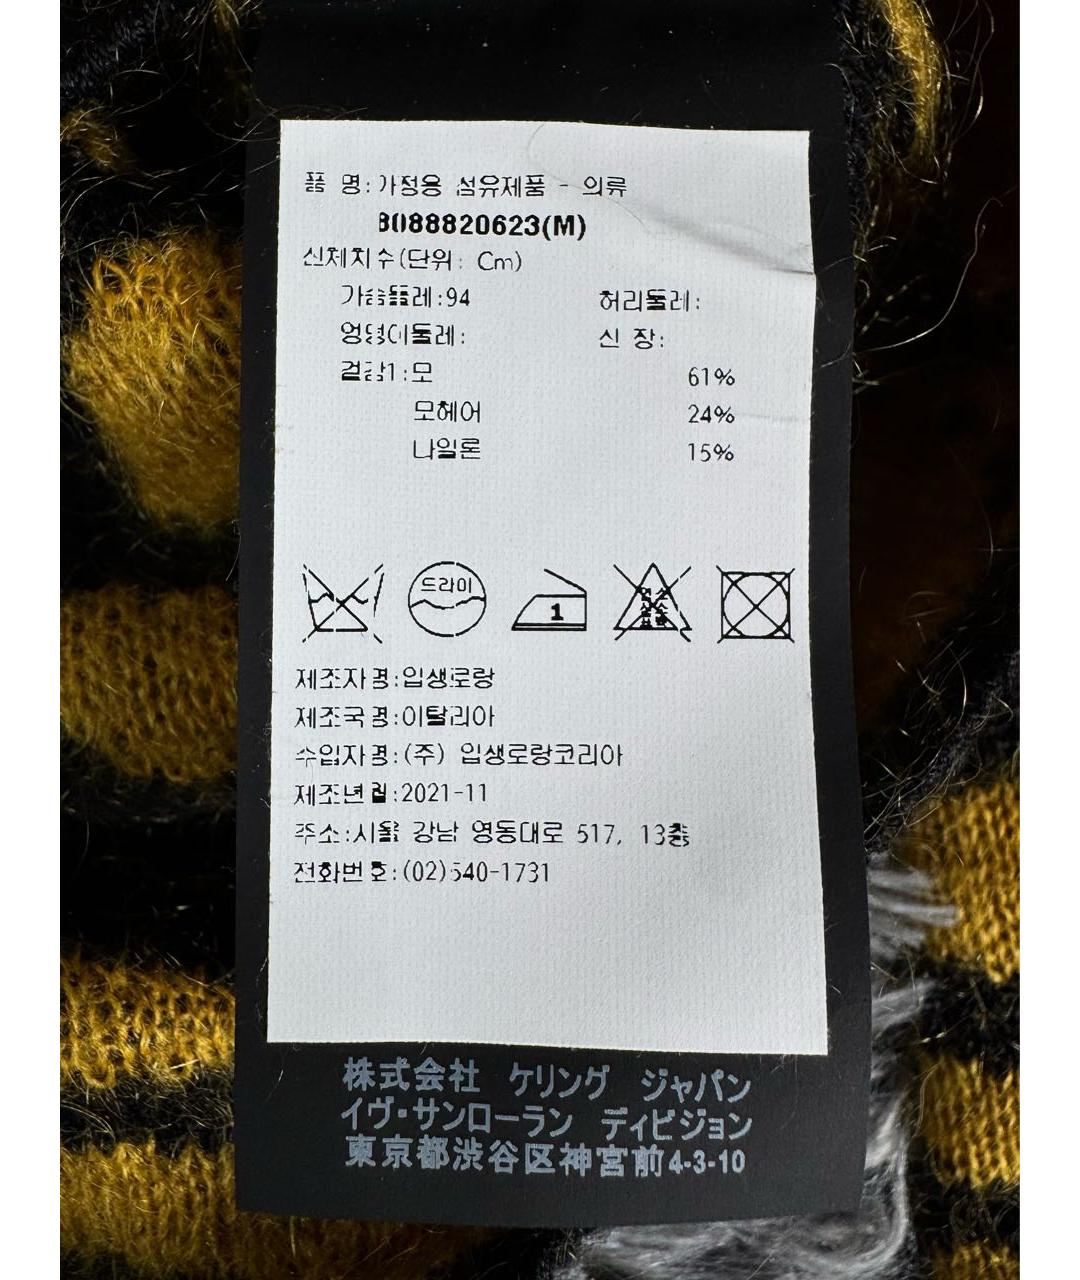 품 명:가정용 섬유제품 - 의류
8088820623(M)
신체치수(단위: Cm)
가슴둘레:94 허리둘레:
엉덩이둘레: 신 장:
겉감1:모 61%
모헤어 24%
나일론 15%
드라이
1
염소
제조자명:입생로랑
제조국명:이탈리아
수입자명:(주) 입생로랑코리아
제조년월:2021-11
주소:서울 강남 영동대로 517, 13층
전화번호:(02)540-1731
株式会社 ケリング ジャパン
イヴ・サンローラン ディビジョン
東京都渋谷区神宮前4-3-10